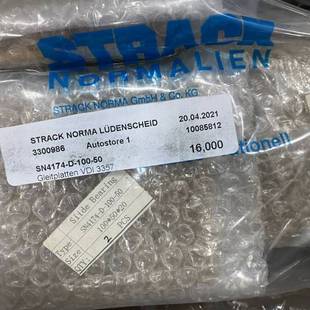 STRACK
NORMALIEN
STRACK NORMA GmbH & Co. KG
STRACK NORMA LÜDENSCHEID
20.04.2021
3300986
Autostore 1
10085812
SN4174-D-100-50
16,000
Gleitplatten VDI 3357
Slide Bearing
Type: SN4174-D-100-50
Size: 100*50*20
QTY: 2 PCS